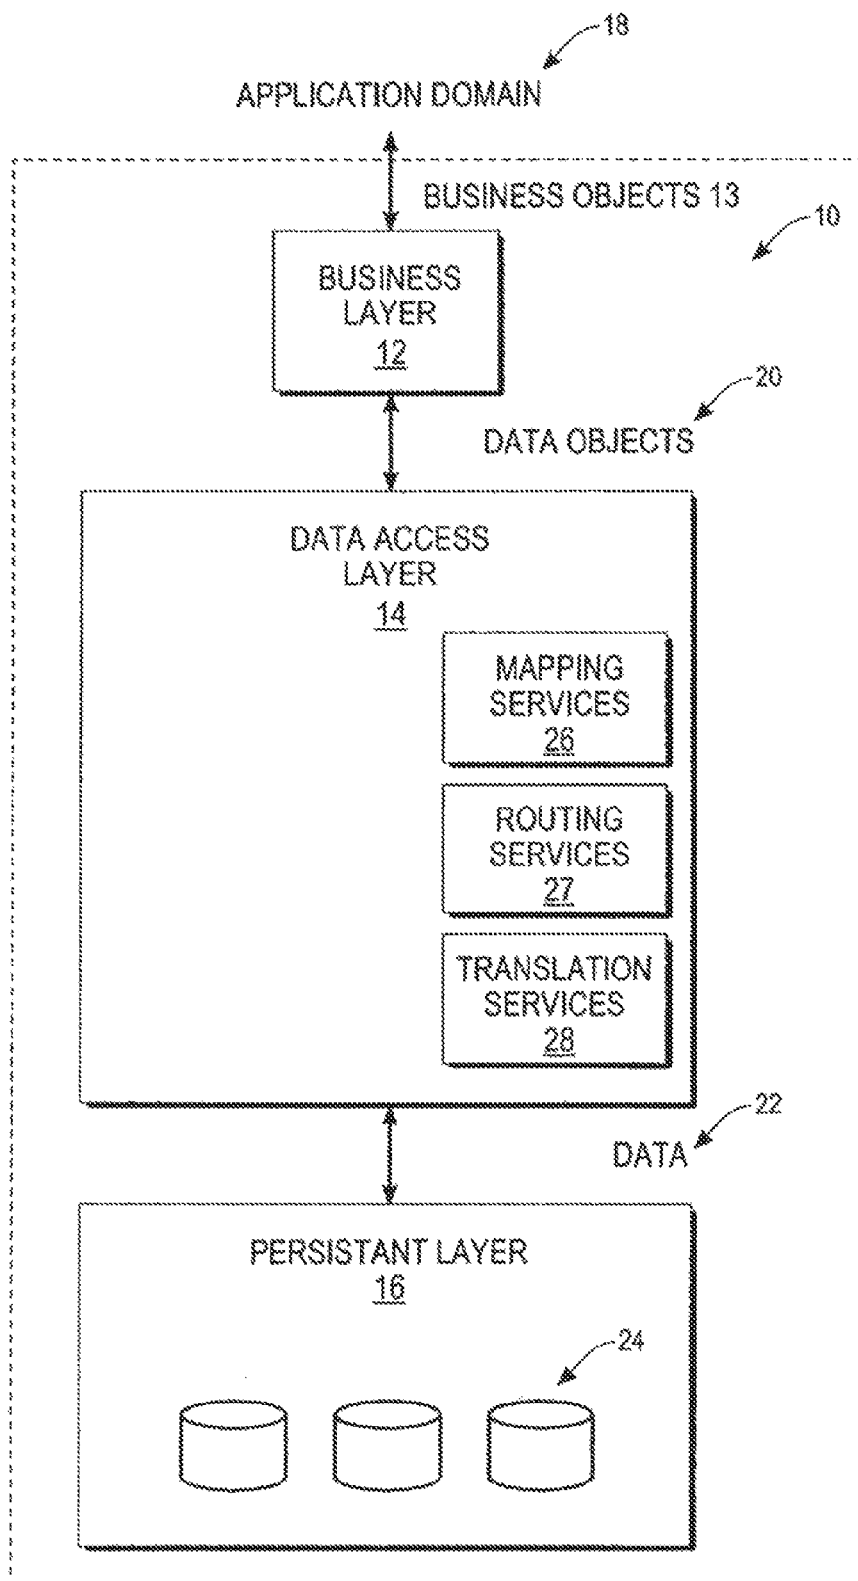 18
APPLICATION DOMAIN
BUSINESS OBJECTS 13
10
BUSINESS
LAYER
12
20
DATA OBJECTS
DATA ACCESS
LAYER
14
MAPPING
SERVICES
26
ROUTING
SERVICES
27
TRANSLATION
SERVICES
28
22
DATA
PERSISTANT LAYER
16
24